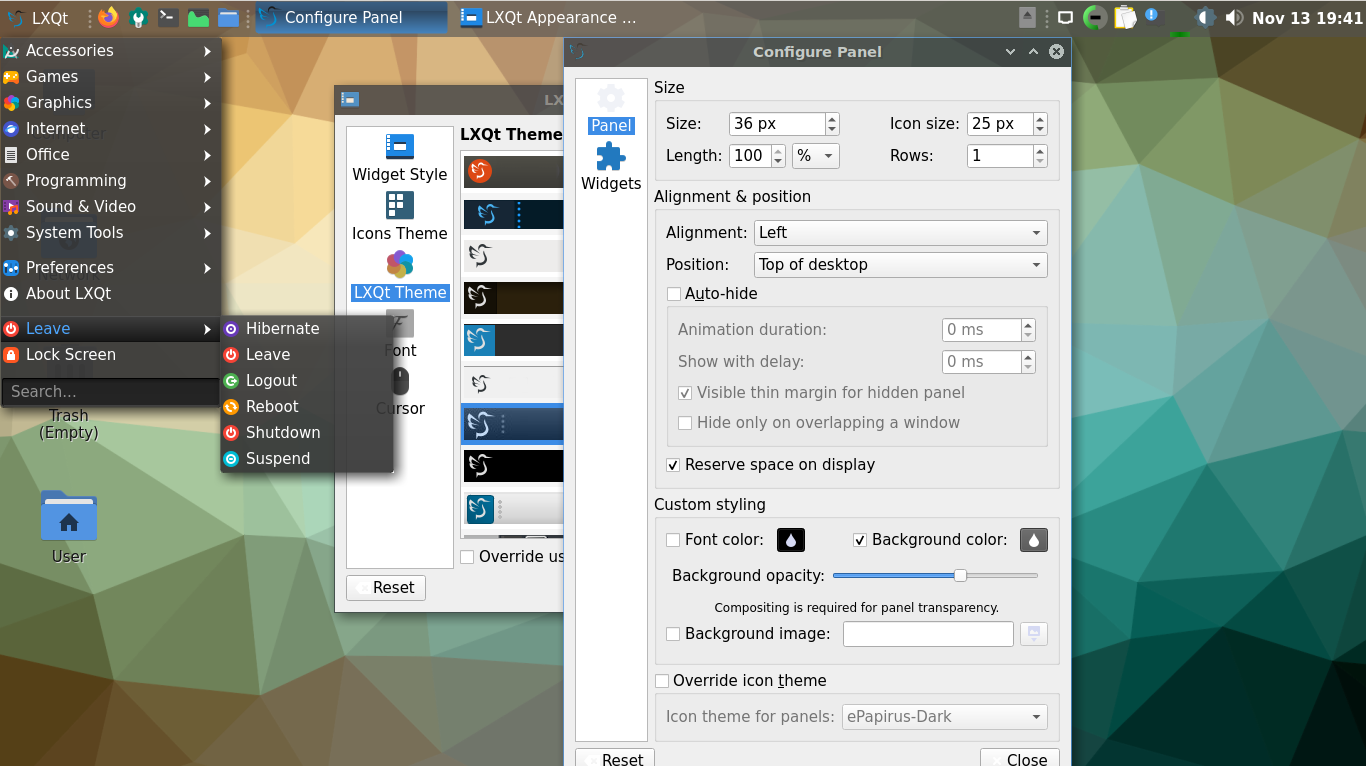 LXQt
Configure Panel
LXQt Appearance ...
Nov 13 19:41
Accessories
Games
Graphics
Internet
Office
Programming
Sound & Video
System Tools
Preferences
About LXQt
Leave
Lock Screen
Search...
Hibernate
Leave
Logout
Reboot
Shutdown
Suspend
Trash
(Empty)
User
LX
Widget Style
Icons Theme
LXQt Theme
Font
Cursor
LXQt Theme
Override us
Reset
Configure Panel
Panel
Widgets
Size
Size: 36 px Icon size: 25 px
Length: 100 % Rows: 1
Alignment & position
Alignment: Left
Position: Top of desktop
Auto-hide
Animation duration: 0 ms
Show with delay: 0 ms
Visible thin margin for hidden panel
Hide only on overlapping a window
Reserve space on display
Custom styling
Font color: Background color:
Background opacity:
Compositing is required for panel transparency.
Background image:
Override icon theme
Icon theme for panels: ePapirus-Dark
Reset Close